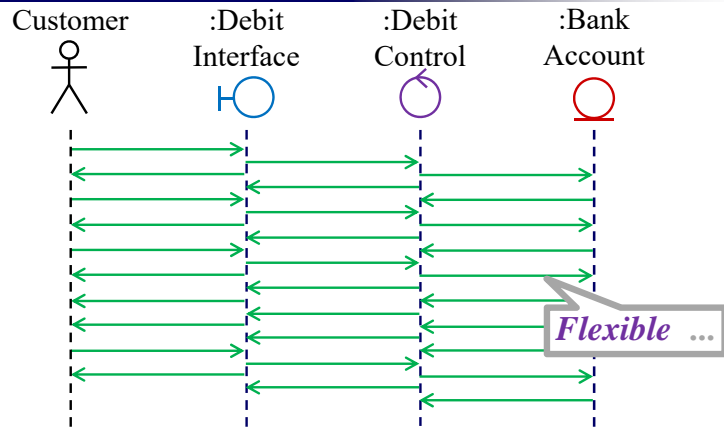 Customer
:Debit
Interface
:Debit
Control
:Bank
Account
Flexible ...